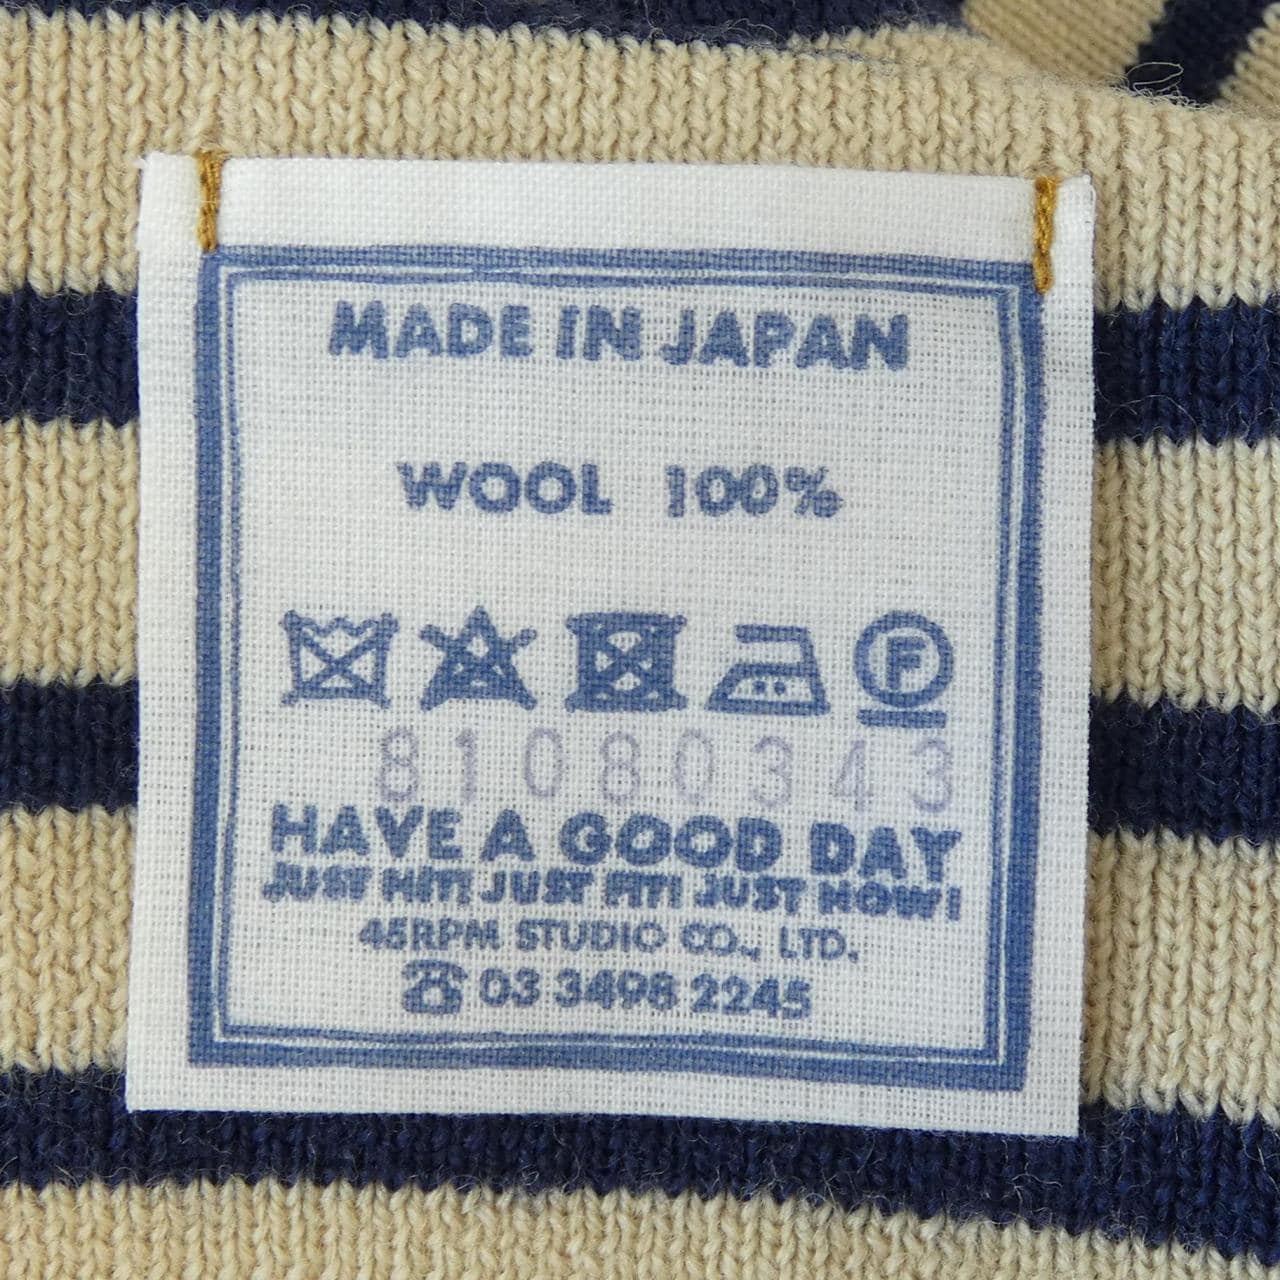 MADE IN JAPAN
WOOL 100%
F
81080343
HAVE A GOOD DAY
JUST HIT! JUST FIT! JUST NOW!
45RPM STUDIO CO., LTD.
☎ 03 3498 2245